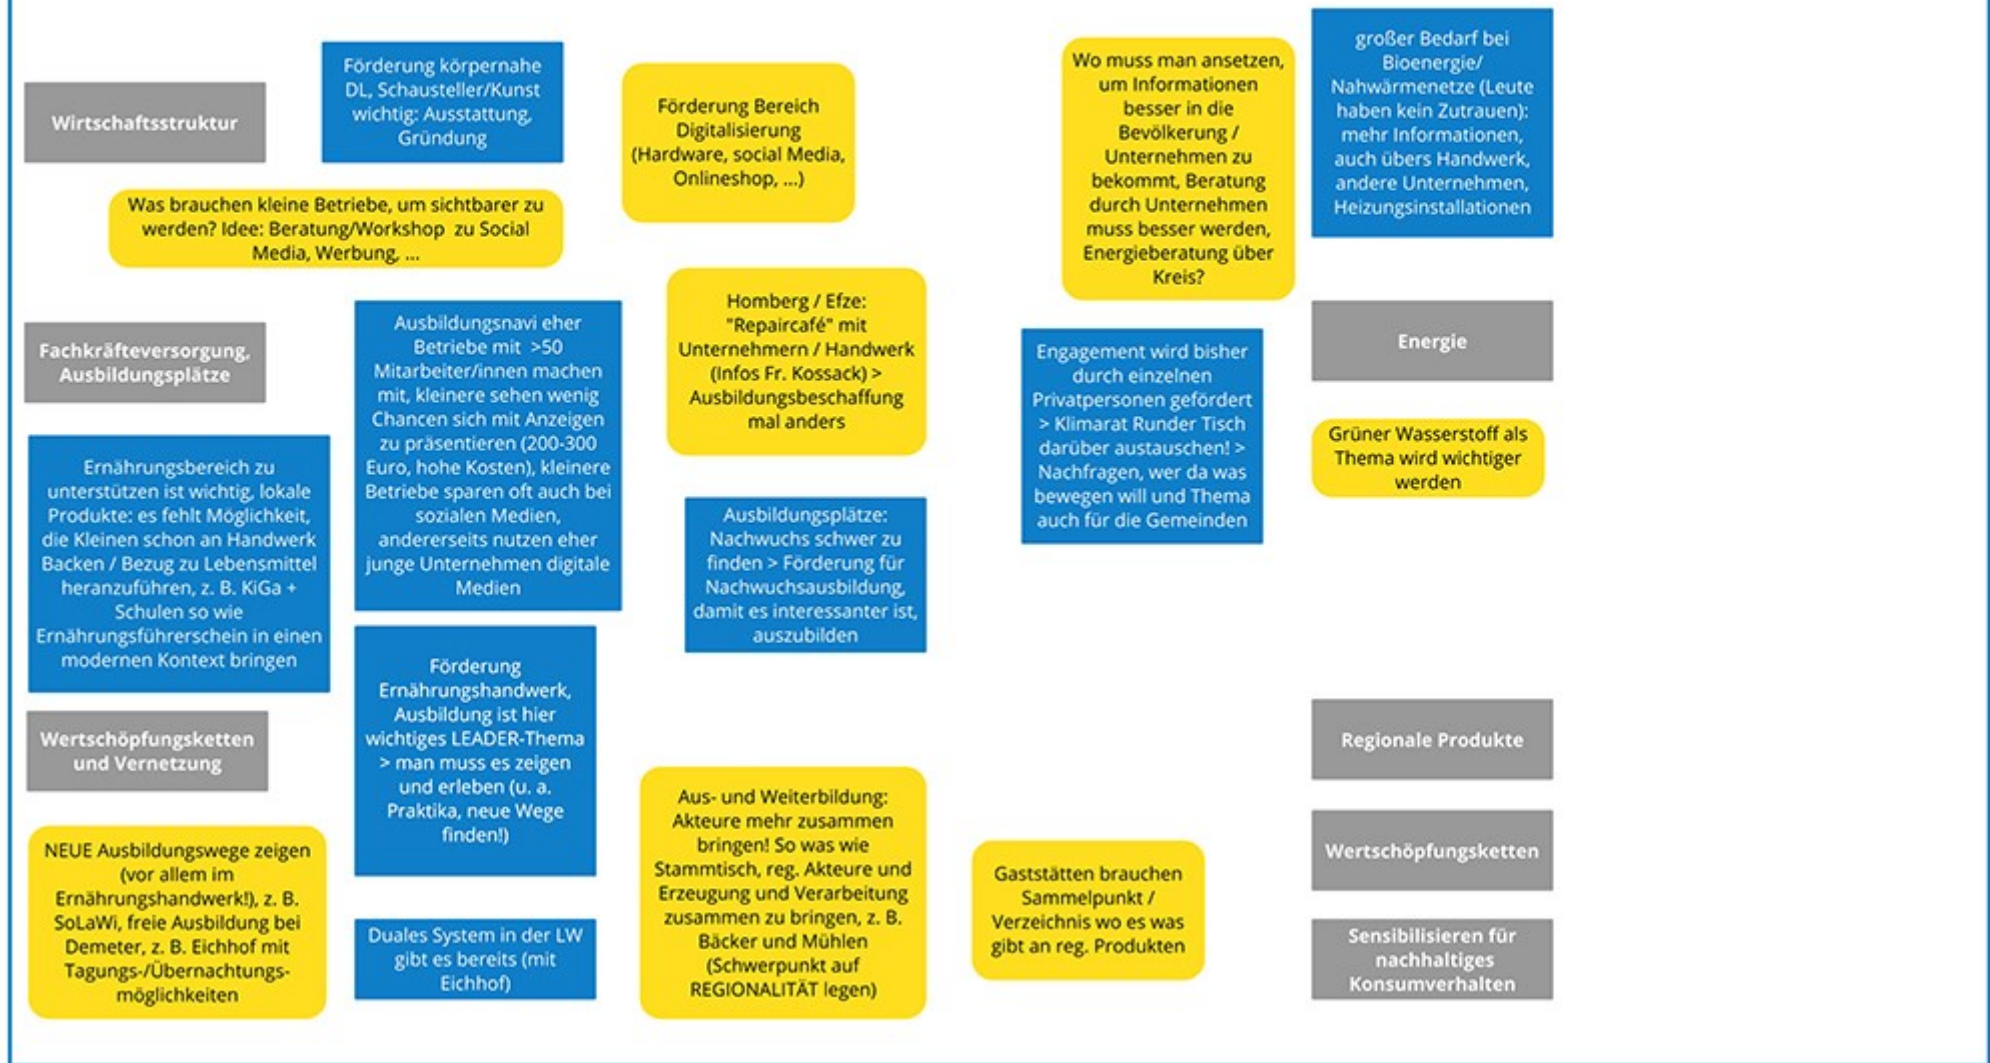 Wirtschaftsstruktur
Förderung körpernahe
DL, Schausteller/Kunst
wichtig: Ausstattung,
Gründung
Förderung Bereich
Digitalisierung
(Hardware, social Media,
Onlineshop, ...)
Was brauchen kleine Betriebe, um sichtbarer zu
werden? Idee: Beratung/Workshop zu Social
Media, Werbung, ...
Wo muss man ansetzen,
um Informationen
besser in die
Bevölkerung /
Unternehmen zu
bekommt, Beratung
durch Unternehmen
muss besser werden,
Energieberatung über
Kreis?
großer Bedarf bei
Bioenergie/
Nahwärmenetze (Leute
haben kein Zutrauen):
mehr Informationen,
auch übers Handwerk,
andere Unternehmen,
Heizungsinstallationen
Fachkräfteversorgung,
Ausbildungsplätze
Ausbildungsnavi eher
Betriebe mit >50
Mitarbeiter/innen machen
mit, kleinere sehen wenig
Chancen sich mit Anzeigen
zu präsentieren (200-300
Euro, hohe Kosten), kleinere
Betriebe sparen oft auch bei
sozialen Medien,
andererseits nutzen eher
junge Unternehmen digitale
Medien
Homberg / Efze:
"Repaircafé" mit
Unternehmern / Handwerk
(Infos Fr. Kossack) >
Ausbildungsbeschaffung
mal anders
Engagement wird bisher
durch einzelnen
Privatpersonen gefördert
> Klimarat Runder Tisch
darüber austauschen! >
Nachfragen, wer da was
bewegen will und Thema
auch für die Gemeinden
Energie
Grüner Wasserstoff als
Thema wird wichtiger
werden
Ernährungsbereich zu
unterstützen ist wichtig, lokale
Produkte: es fehlt Möglichkeit,
die Kleinen schon an Handwerk
Backen / Bezug zu Lebensmittel
heranzuführen, z. B. KiGa +
Schulen so wie
Ernährungsführerschein in einen
modernen Kontext bringen
Ausbildungsplätze:
Nachwuchs schwer zu
finden > Förderung für
Nachwuchsausbildung,
damit es interessanter ist,
auszubilden
Förderung
Ernährungshandwerk,
Ausbildung ist hier
wichtiges LEADER-Thema
> man muss es zeigen
und erleben (u. a.
Praktika, neue Wege
finden!)
Wertschöpfungsketten
und Vernetzung
Regionale Produkte
Aus- und Weiterbildung:
Akteure mehr zusammen
bringen! So was wie
Stammtisch, reg. Akteure und
Erzeugung und Verarbeitung
zusammen zu bringen, z. B.
Bäcker und Mühlen
(Schwerpunkt auf
REGIONALITÄT legen)
Wertschöpfungsketten
NEUE Ausbildungswege zeigen
(vor allem im
Ernährungshandwerk!), z. B.
SoLaWi, freie Ausbildung bei
Demeter, z. B. Eichhof mit
Tagungs-/Übernachtungs-
möglichkeiten
Gaststätten brauchen
Sammelpunkt /
Verzeichnis wo es was
gibt an reg. Produkten
Duales System in der LW
gibt es bereits (mit
Eichhof)
Sensibilisieren für
nachhaltiges
Konsumverhalten